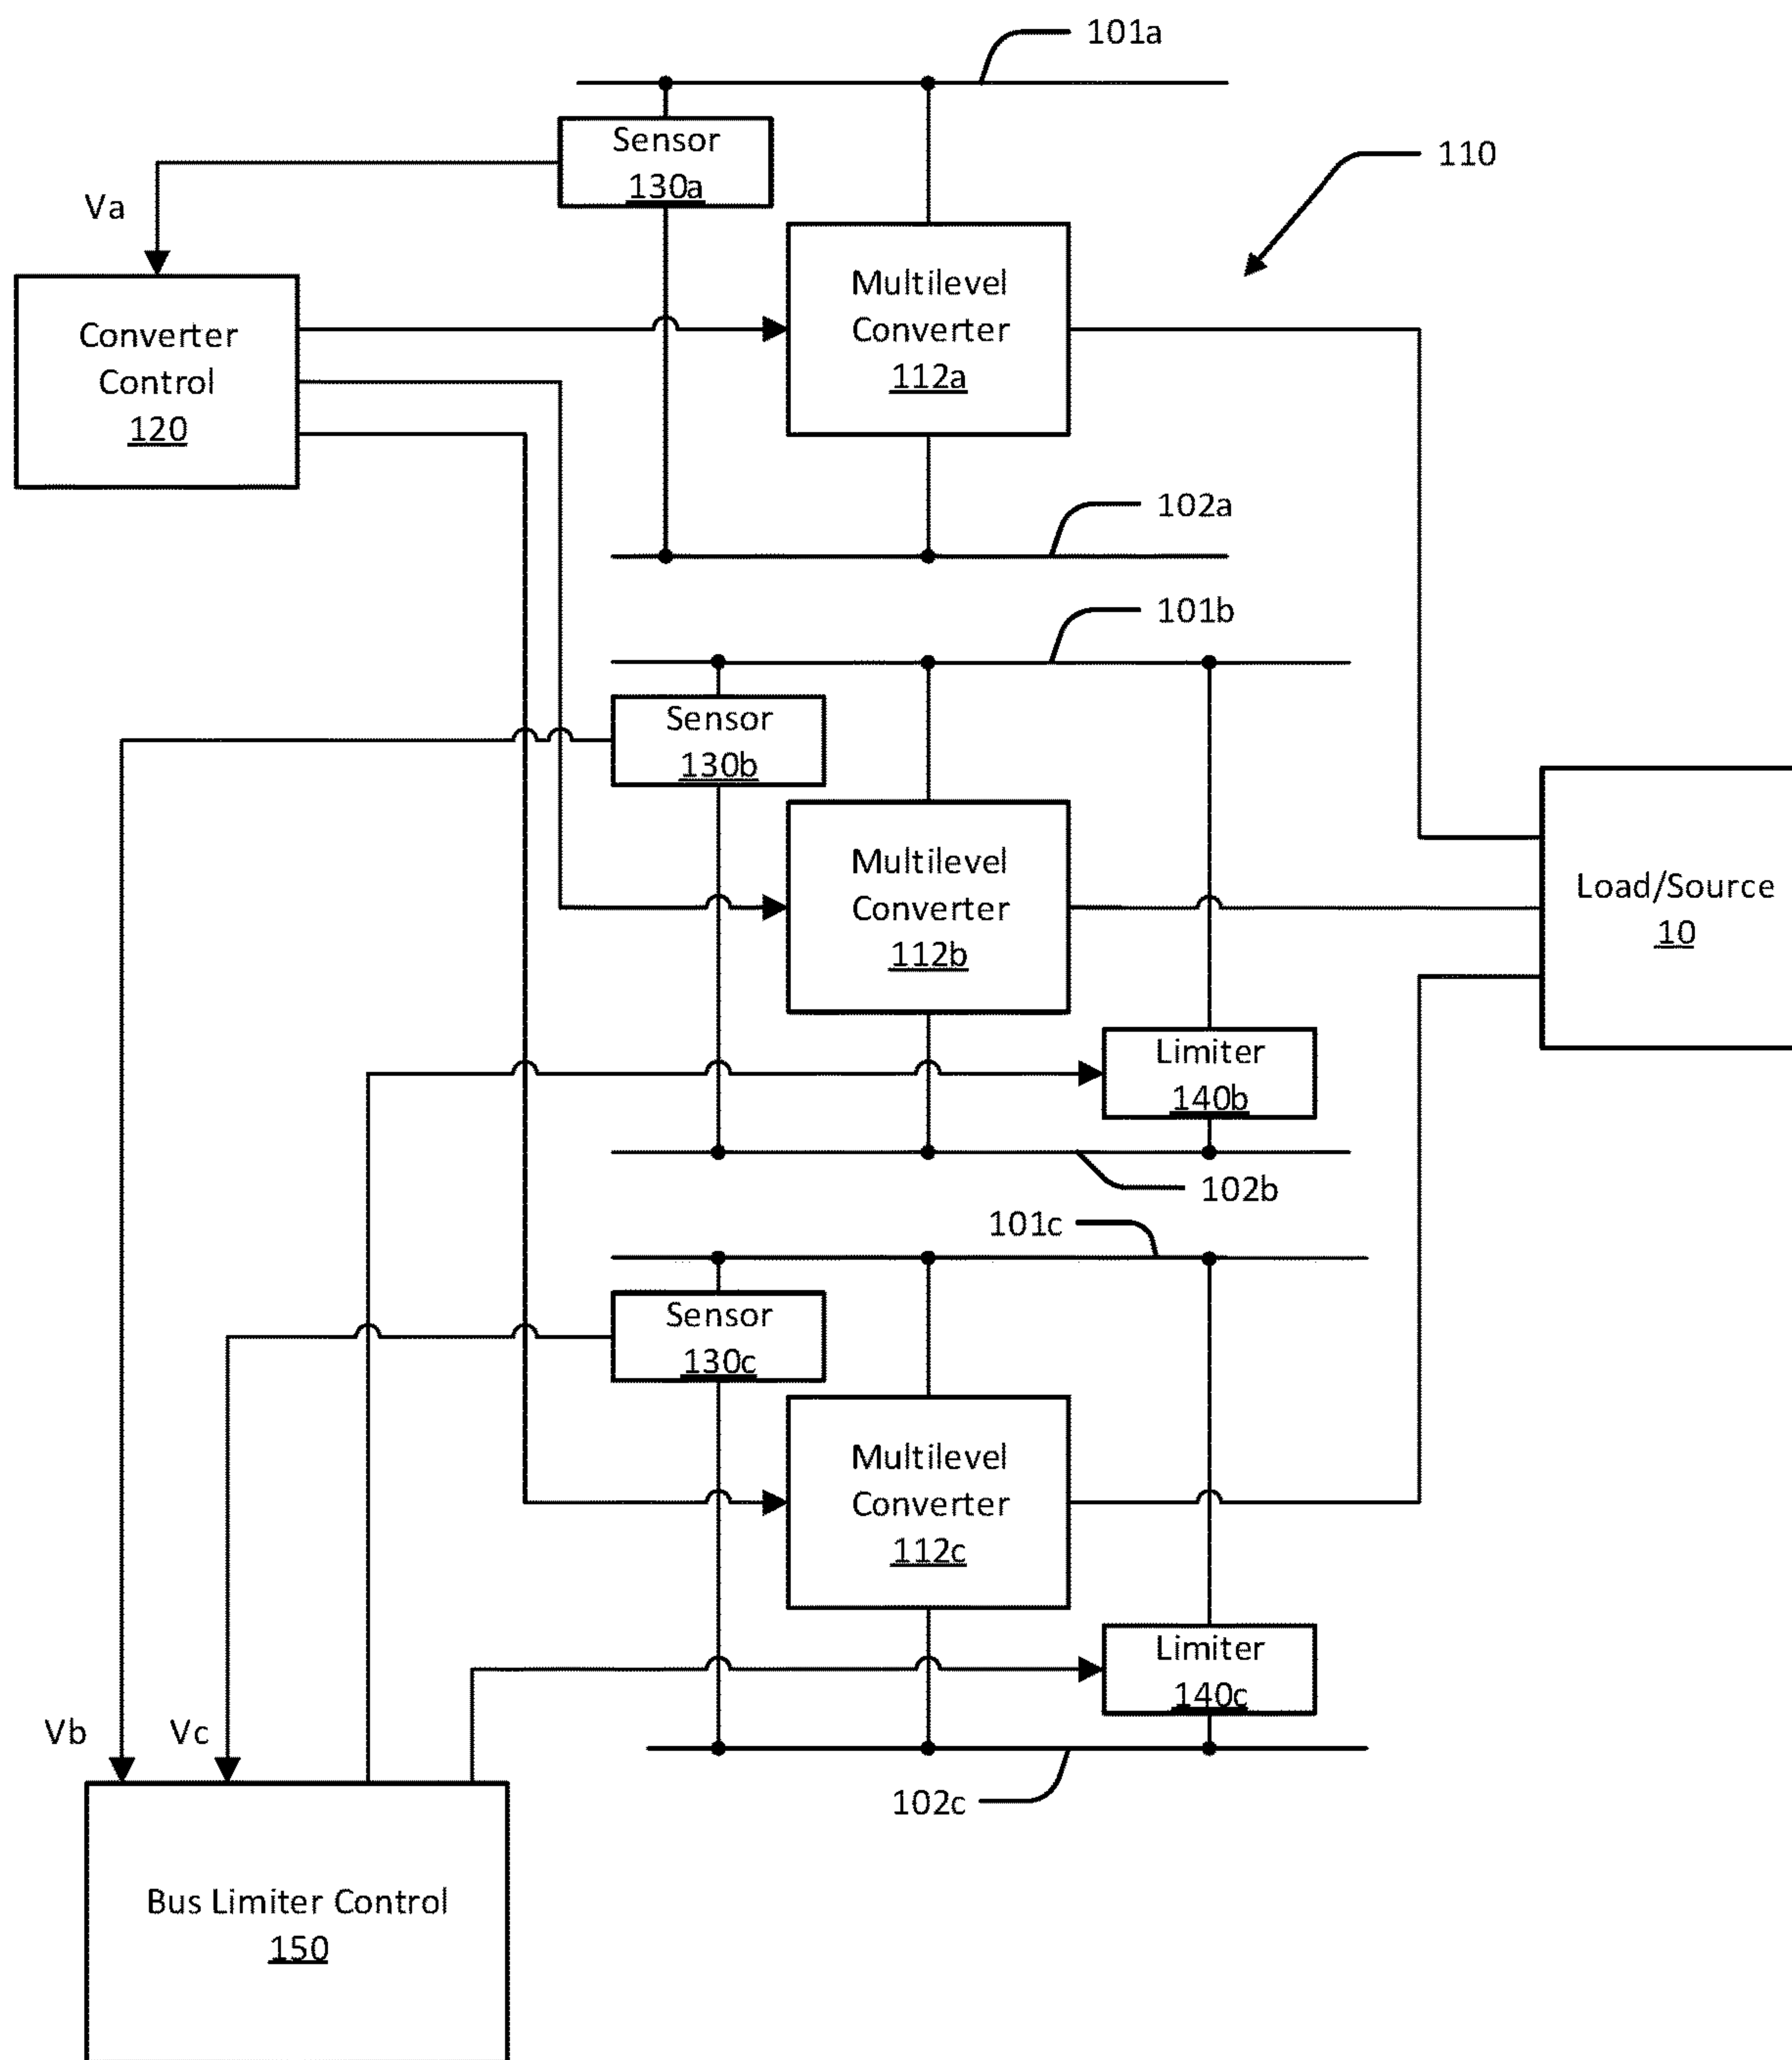 101a
Sensor
130a
110
Va
Multilevel
Converter
112a
Converter
Control
120
102a
101b
Sensor
130b
Multilevel
Converter
112b
Load/Source
10
Limiter
140b
102b
101c
Sensor
130c
Multilevel
Converter
112c
Limiter
140c
Vb
Vc
102c
Bus Limiter Control
150